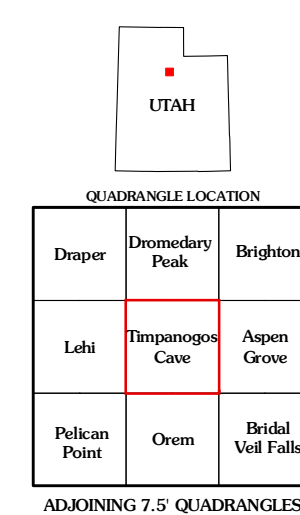 UTAH
QUADRANGLE LOCATION
Draper
Dromedary
Peak
Brighton
Lehi
Timpanogos
Cave
Aspen
Grove
Pelican
Point
Orem
Bridal
Veil Falls
ADJOINING 7.5' QUADRANGLES